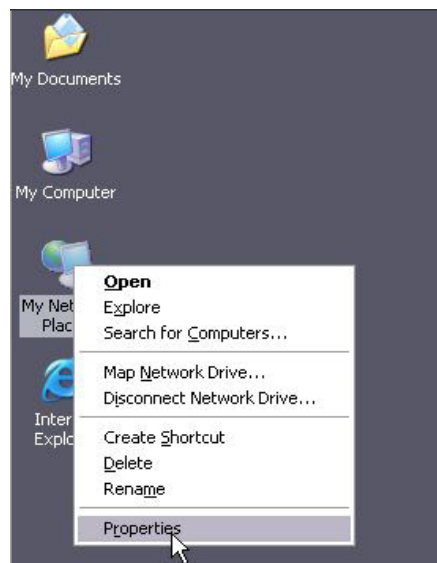 My Documents
My Computer
My Net
Plac
Open
Explore
Search for Computers...
Map Network Drive...
Disconnect Network Drive...
Create Shortcut
Delete
Rename
Properties
Inter
Explo